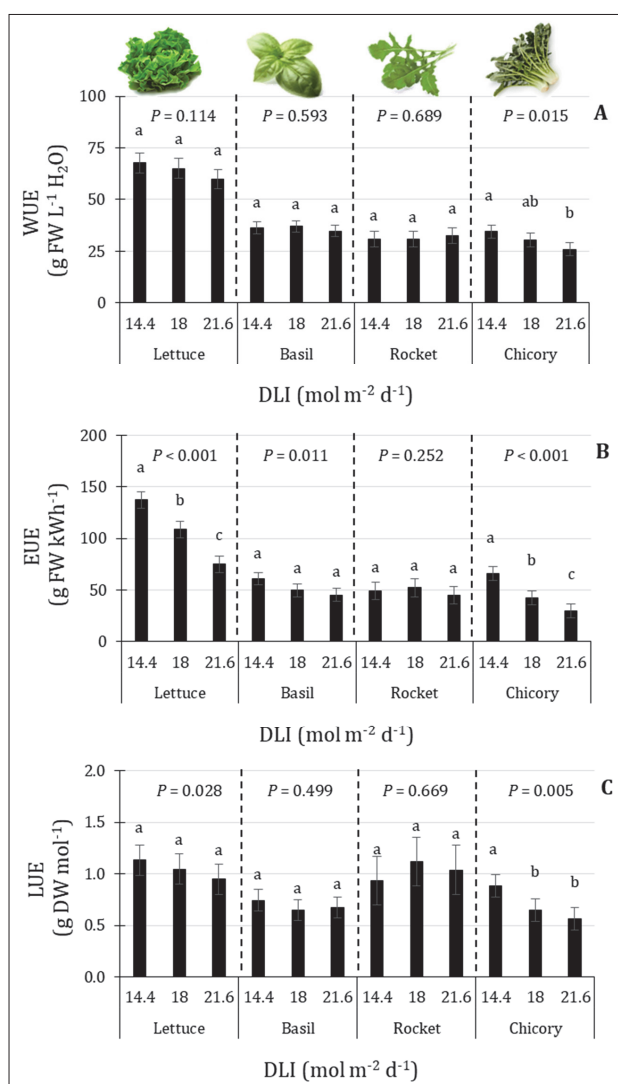 A
P = 0.114 P = 0.593 P = 0.689 P = 0.015
WUE
(g FW L-1 H2O)
100
75
50
25
0
a a a a a a a a a a ab b
14.4 18 21.6 14.4 18 21.6 14.4 18 21.6 14.4 18 21.6
Lettuce Basil Rocket Chicory
DLI (mol m-2 d-1)
B
P < 0.001 P = 0.011 P = 0.252 P < 0.001
EUE
(g FW kWh-1)
200
150
100
50
0
a b c a a a a a a a b c
14.4 18 21.6 14.4 18 21.6 14.4 18 21.6 14.4 18 21.6
Lettuce Basil Rocket Chicory
DLI (mol m-2 d-1)
C
P = 0.028 P = 0.499 P = 0.669 P = 0.005
LUE
(g DW mol-1)
2.0
1.5
1.0
0.5
0.0
a a a a a a a a a a b b
14.4 18 21.6 14.4 18 21.6 14.4 18 21.6 14.4 18 21.6
Lettuce Basil Rocket Chicory
DLI (mol m-2 d-1)